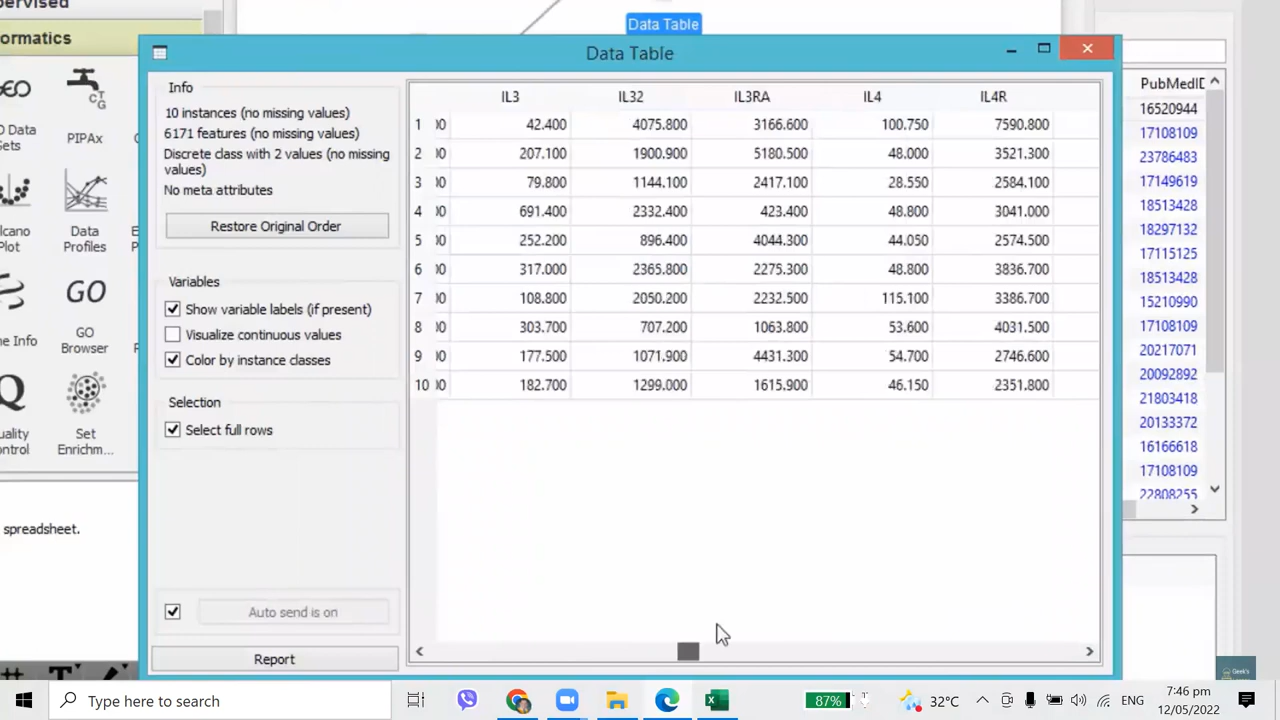 Data Table
Data Table
ormatics
PubMedID
Info
10 instances (no missing values)
6171 features (no missing values)
Discrete class with 2 values (no missing
values)
No meta attributes
Restore Original Order
Variables
Show variable labels (if present)
Visualize continuous values
Color by instance classes
Selection
Select full rows
Auto send is on
Report
IL3 IL32 IL3RA IL4 IL4R
1 42.400 4075.800 3166.600 100.750 7590.800
2 207.100 1900.900 5180.500 48.000 3521.300
3 79.800 1144.100 2417.100 28.550 2584.100
4 691.400 2332.400 423.400 48.800 3041.000
5 252.200 896.400 4044.300 44.050 2574.500
6 317.000 2365.800 2275.300 48.800 3836.700
7 108.800 2050.200 2232.500 115.100 3386.700
8 303.700 707.200 1063.800 53.600 4031.500
9 177.500 1071.900 4431.300 54.700 2746.600
10 182.700 1299.000 1615.900 46.150 2351.800
16520944
17108109
23786483
17149619
18513428
18297132
17115125
18513428
15210990
17108109
20217071
20092892
21803418
20133372
16166618
17108109
22808255
PIPAx
Data
Profiles
GO
GO
Browser
Set
Enrichm...
Data
Plot
Info
spreadsheet.
Geek's
Type here to search
87%
32°C
ENG
7:46 pm
12/05/2022